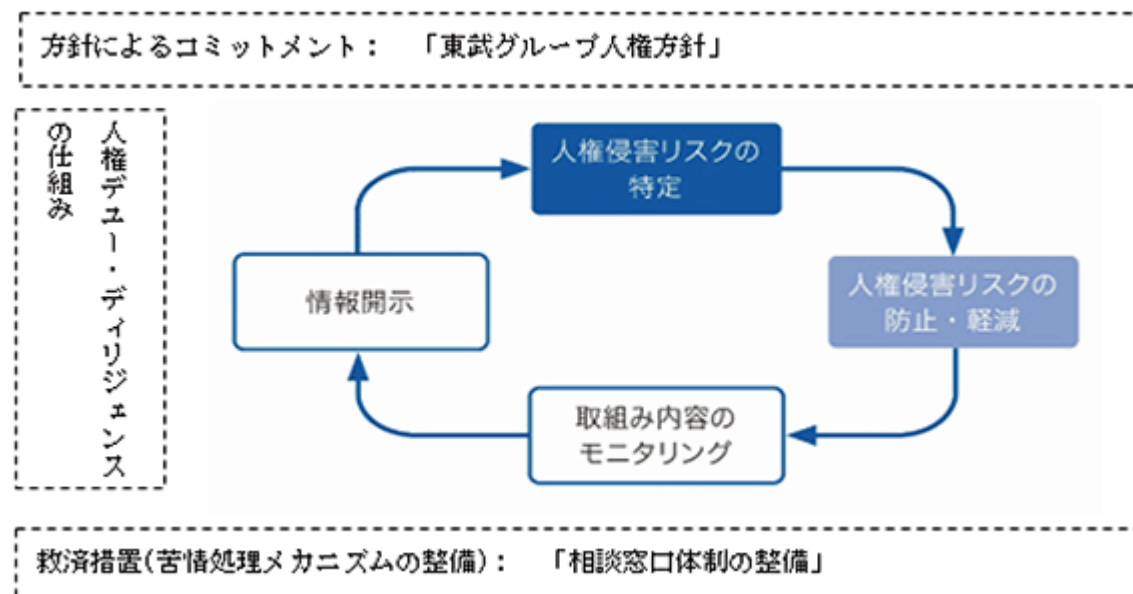 方針によるコミットメント： 「東武グループ人権方針」
人権デュー・ディリジェンス
の仕組み
人権侵害リスクの
特定
人権侵害リスクの
防止・軽減
取組み内容の
モニタリング
情報開示
救済措置(苦情処理メカニズムの整備)： 「相談窓口体制の整備」